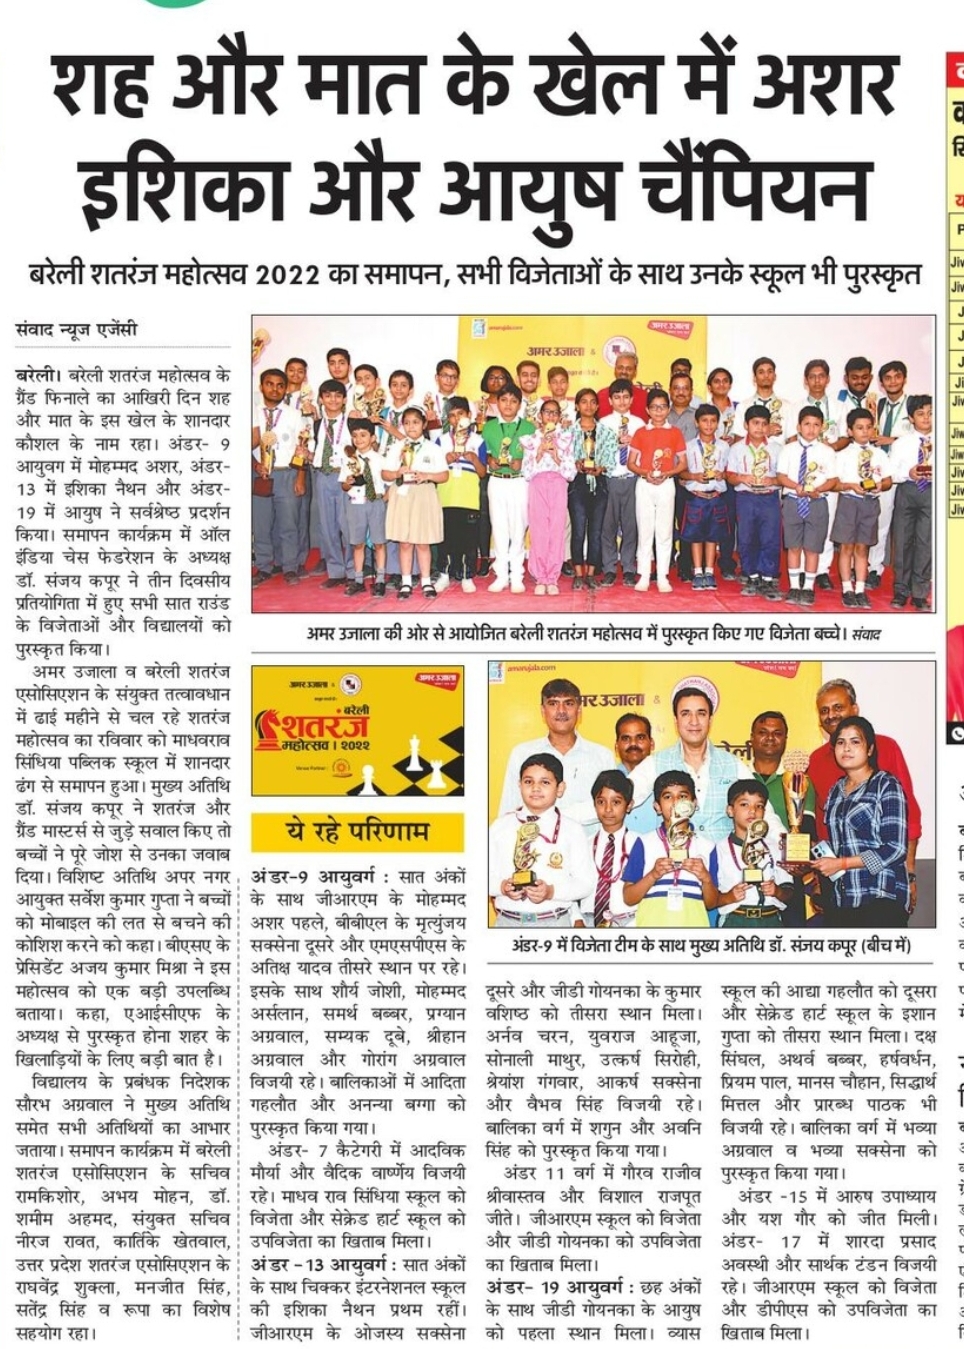 शह और मात के खेल में अशर
इशिका और आयुष चैंपियन
बरेली शतरंज महोत्सव 2022 का समापन, सभी विजेताओं के साथ उनके स्कूल भी पुरस्कृत
संवाद न्यूज एजेंसी
बरेली। बरेली शतरंज महोत्सव के
ग्रैंड फिनाले का आखिरी दिन शह
और मात के इस खेल के शानदार
कौशल के नाम रहा। अंडर- 9
आयुवग में मोहम्मद अशर, अंडर-
13 में इशिका नैथन और अंडर-
19 में आयुष ने सर्वश्रेष्ठ प्रदर्शन
किया। समापन कार्यक्रम में ऑल
इंडिया चेस फेडरेशन के अध्यक्ष
डॉ. संजय कपूर ने तीन दिवसीय
प्रतियोगिता में हुए सभी सात राउंड
के विजेताओं और विद्यालयों को
पुरस्कृत किया।
अमर उजाला व बरेली शतरंज
एसोसिएशन के संयुक्त तत्वावधान
में ढाई महीने से चल रहे शतरंज
महोत्सव का रविवार को माधवराव
सिंधिया पब्लिक स्कूल में शानदार
ढंग से समापन हुआ। मुख्य अतिथि
डॉ. संजय कपूर ने शतरंज और
ग्रैंड मास्टर्स से जुड़े सवाल किए तो
बच्चों ने पूरे जोश से उनका जवाब
दिया। विशिष्ट अतिथि अपर नगर
आयुक्त सर्वेश कुमार गुप्ता ने बच्चों
को मोबाइल की लत से बचने की
कोशिश करने को कहा। बीएसए के
प्रेसिडेंट अजय कुमार मिश्रा ने इस
महोत्सव को एक बड़ी उपलब्धि
बताया। कहा, एआईसीएफ के
अध्यक्ष से पुरस्कृत होना शहर के
खिलाड़ियों के लिए बड़ी बात है।
विद्यालय के प्रबंधक निदेशक
सौरभ अग्रवाल ने मुख्य अतिथि
समेत सभी अतिथियों का आभार
जताया। समापन कार्यक्रम में बरेली
शतरंज एसोसिएशन के सचिव
रामकिशोर, अभय मोहन, डॉ.
शमीम अहमद, संयुक्त सचिव
नीरज रावत, कार्तिक खेतवाल,
उत्तर प्रदेश शतरंज एसोसिएशन के
राघवेंद्र शुक्ला, मनजीत सिंह,
सतेंद्र सिंह व रूपा का विशेष
सहयोग रहा।
amarujala.com
अमर उजाला
अमर उजाला &
अमर उजाला की ओर से आयोजित बरेली शतरंज महोत्सव में पुरस्कृत किए गए विजेता बच्चे। संवाद
अमर उजाला &
अमर उजाला
बरेली
शतरंज
महोत्सव । २०२२
amarujala.com
अमर उजाला &
अंडर-9 में विजेता टीम के साथ मुख्य अतिथि डॉ. संजय कपूर (बीच में)
ये रहे परिणाम
अंडर-9 आयुवर्ग : सात अंकों
के साथ जीआरएम के मोहम्मद
अशर पहले, बीबीएल के मृत्युंजय
सक्सेना दूसरे और एमएसपीएस के
अतिक्ष यादव तीसरे स्थान पर रहे।
इसके साथ शौर्य जोशी, मोहम्मद
अर्सलान, समर्थ बब्बर, प्रग्यान
अग्रवाल, सम्यक दूबे, श्रीहान
अग्रवाल और गोरांग अग्रवाल
विजयी रहे। बालिकाओं में आदिता
गहलौत और अनन्या बग्गा को
पुरस्कृत किया गया।
अंडर- 7 कैटेगरी में आदविक
मौर्या और वैदिक वार्ष्णेय विजयी
रहे। माधव राव सिंधिया स्कूल को
विजेता और सेक्रेड हार्ट स्कूल को
उपविजेता का खिताब मिला।
अंडर -13 आयुवर्ग : सात अंकों
के साथ चिक्कर इंटरनेशनल स्कूल
की इशिका नैथन प्रथम रहीं।
जीआरएम के ओजस्य सक्सेना
दूसरे और जीडी गोयनका के कुमार
वशिष्ठ को तीसरा स्थान मिला।
अर्नव चरन, युवराज आहूजा,
सोनाली माथुर, उत्कर्ष सिरोही,
श्रेयांश गंगवार, आकर्ष सक्सेना
और वैभव सिंह विजयी रहे।
बालिका वर्ग में शगुन और अवनि
सिंह को पुरस्कृत किया गया।
अंडर 11 वर्ग में गौरव राजीव
श्रीवास्तव और विशाल राजपूत
जीते। जीआरएम स्कूल को विजेता
और जीडी गोयनका को उपविजेता
का खिताब मिला।
अंडर- 19 आयुवर्ग : छह अंकों
के साथ जीडी गोयनका के आयुष
को पहला स्थान मिला। व्यास
स्कूल की आद्या गहलौत को दूसरा
और सेक्रेड हार्ट स्कूल के इशान
गुप्ता को तीसरा स्थान मिला। दक्ष
सिंघल, अथर्व बब्बर, हर्षवर्धन,
प्रियम पाल, मानस चौहान, सिद्धार्थ
मित्तल और प्रारब्ध पाठक भी
विजयी रहे। बालिका वर्ग में भव्या
अग्रवाल व भव्या सक्सेना को
पुरस्कृत किया गया।
अंडर -15 में आरुष उपाध्याय
और यश गौर को जीत मिली।
अंडर- 17 में शारदा प्रसाद
अवस्थी और सार्थक टंडन विजयी
रहे। जीआरएम स्कूल को विजेता
और डीपीएस को उपविजेता का
खिताब मिला।